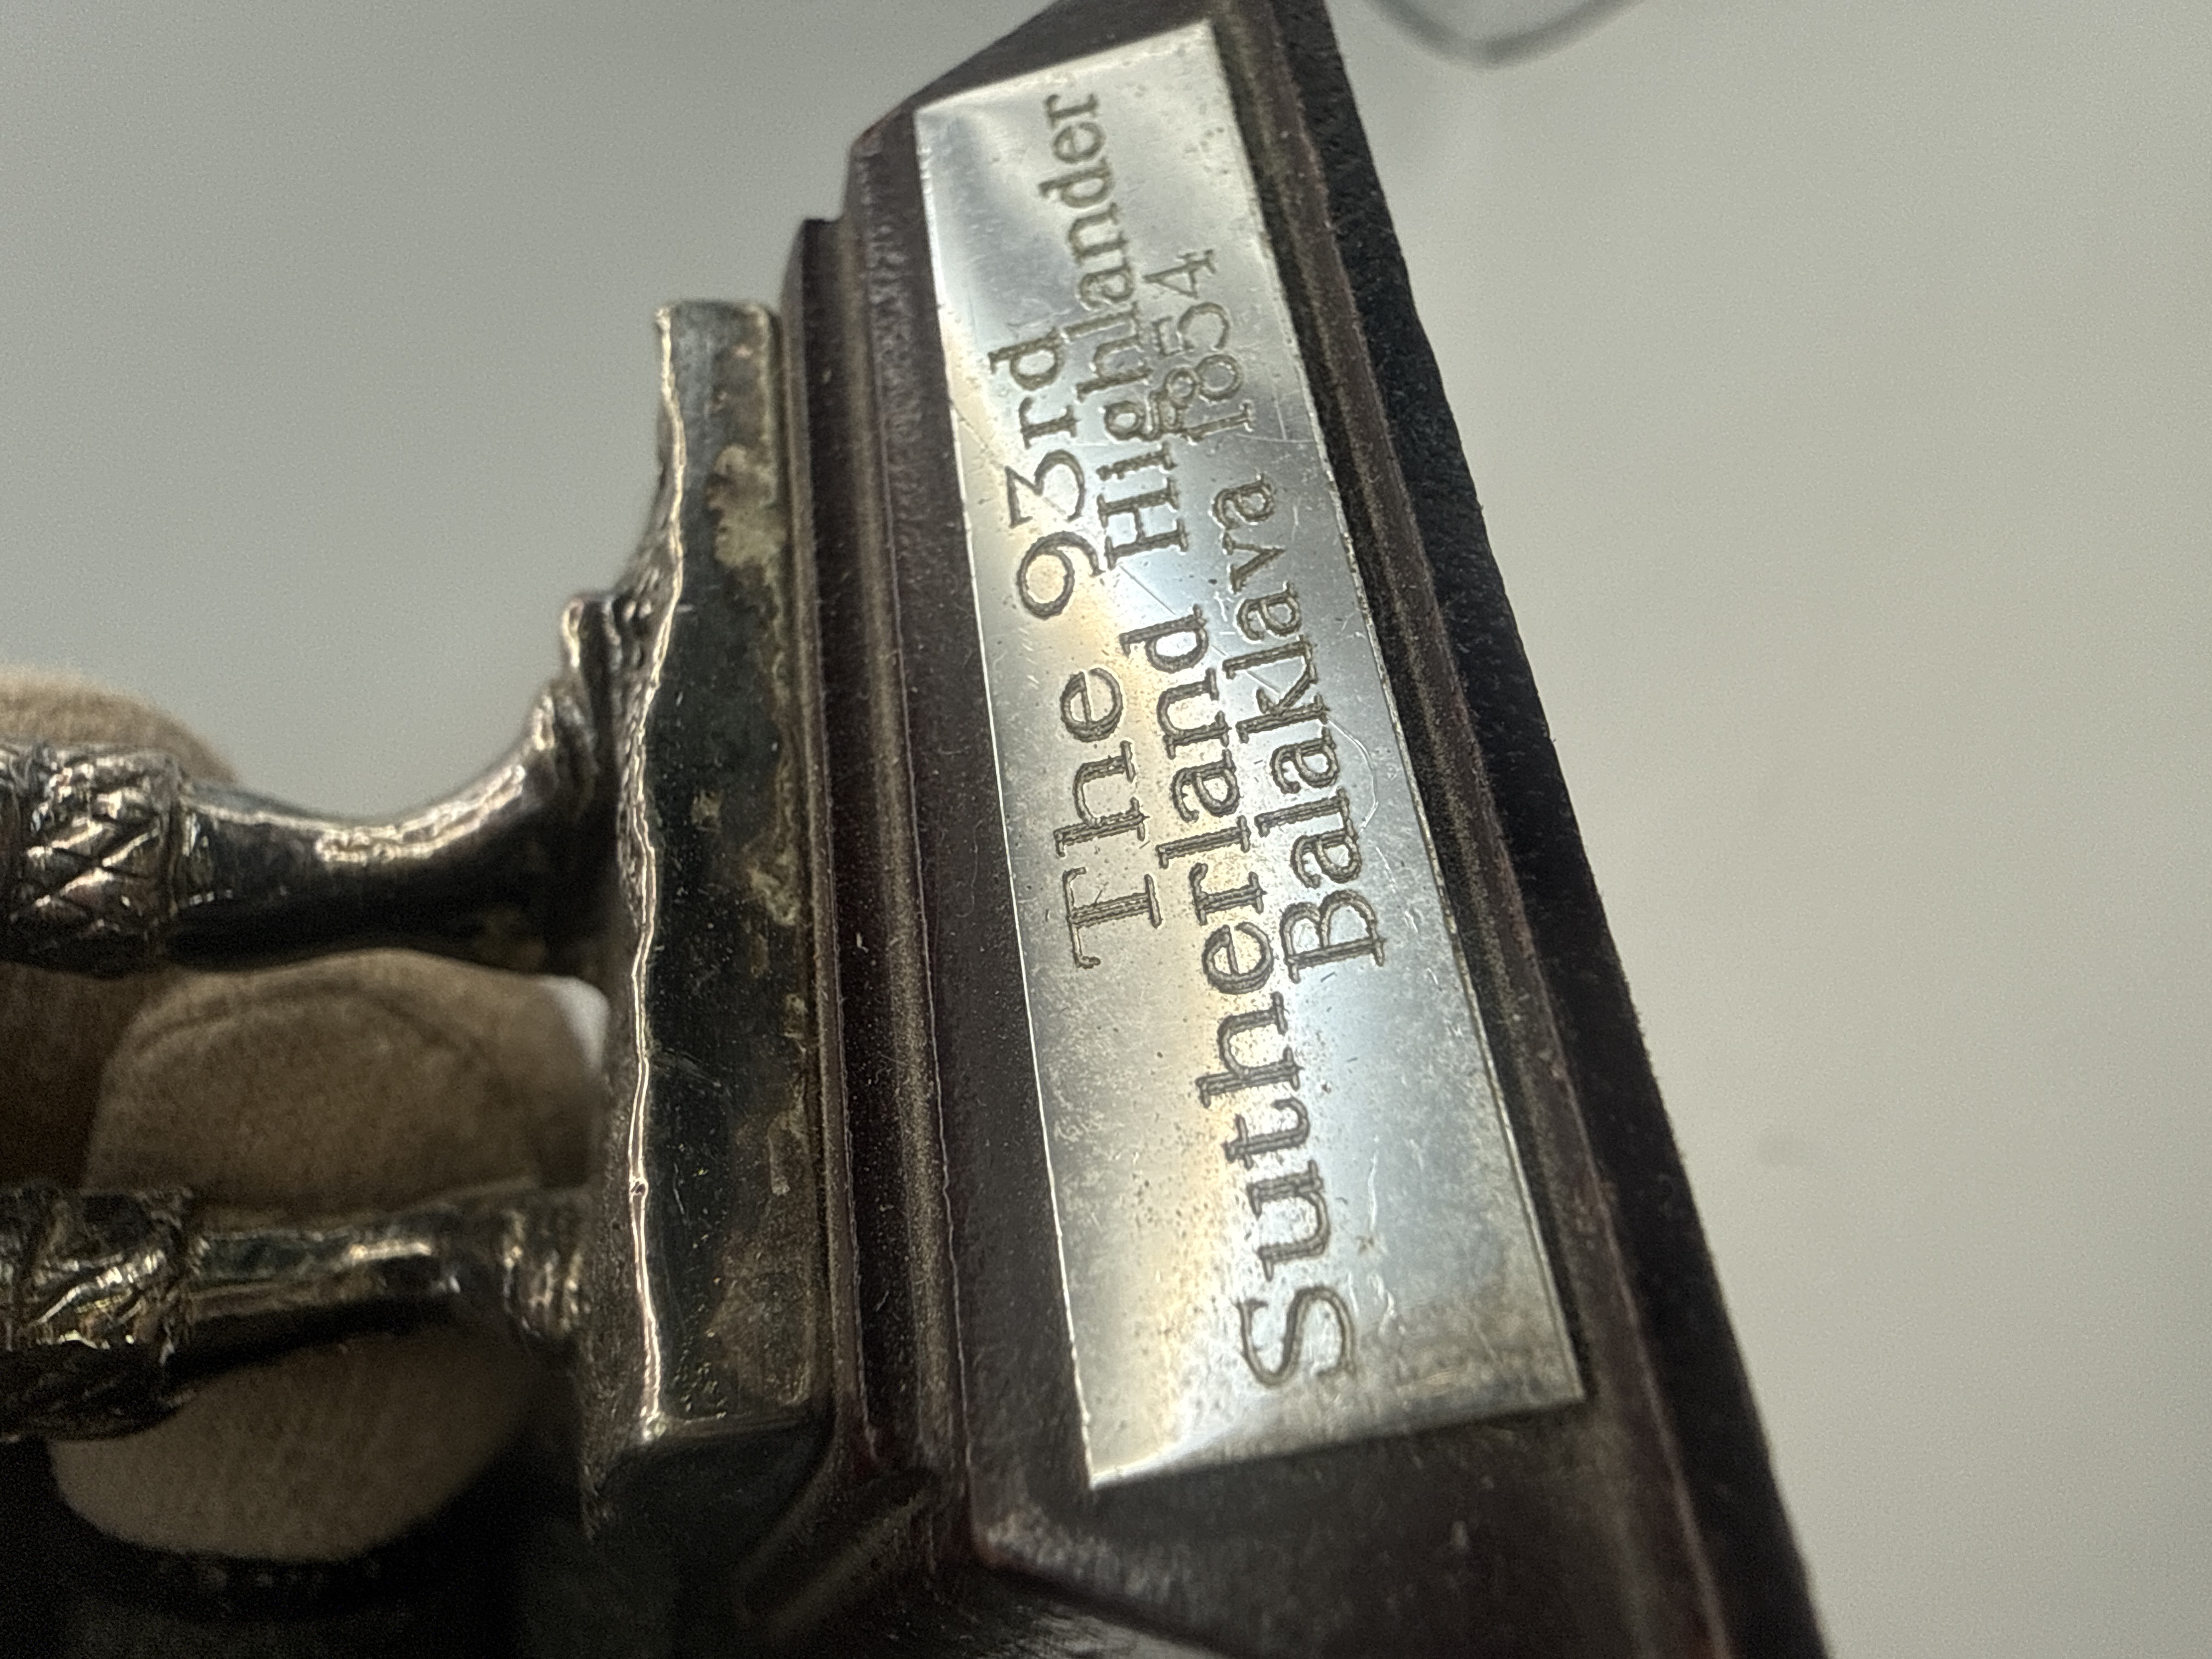 The 93rd
Sutherland Highlander
Balaklava 1854